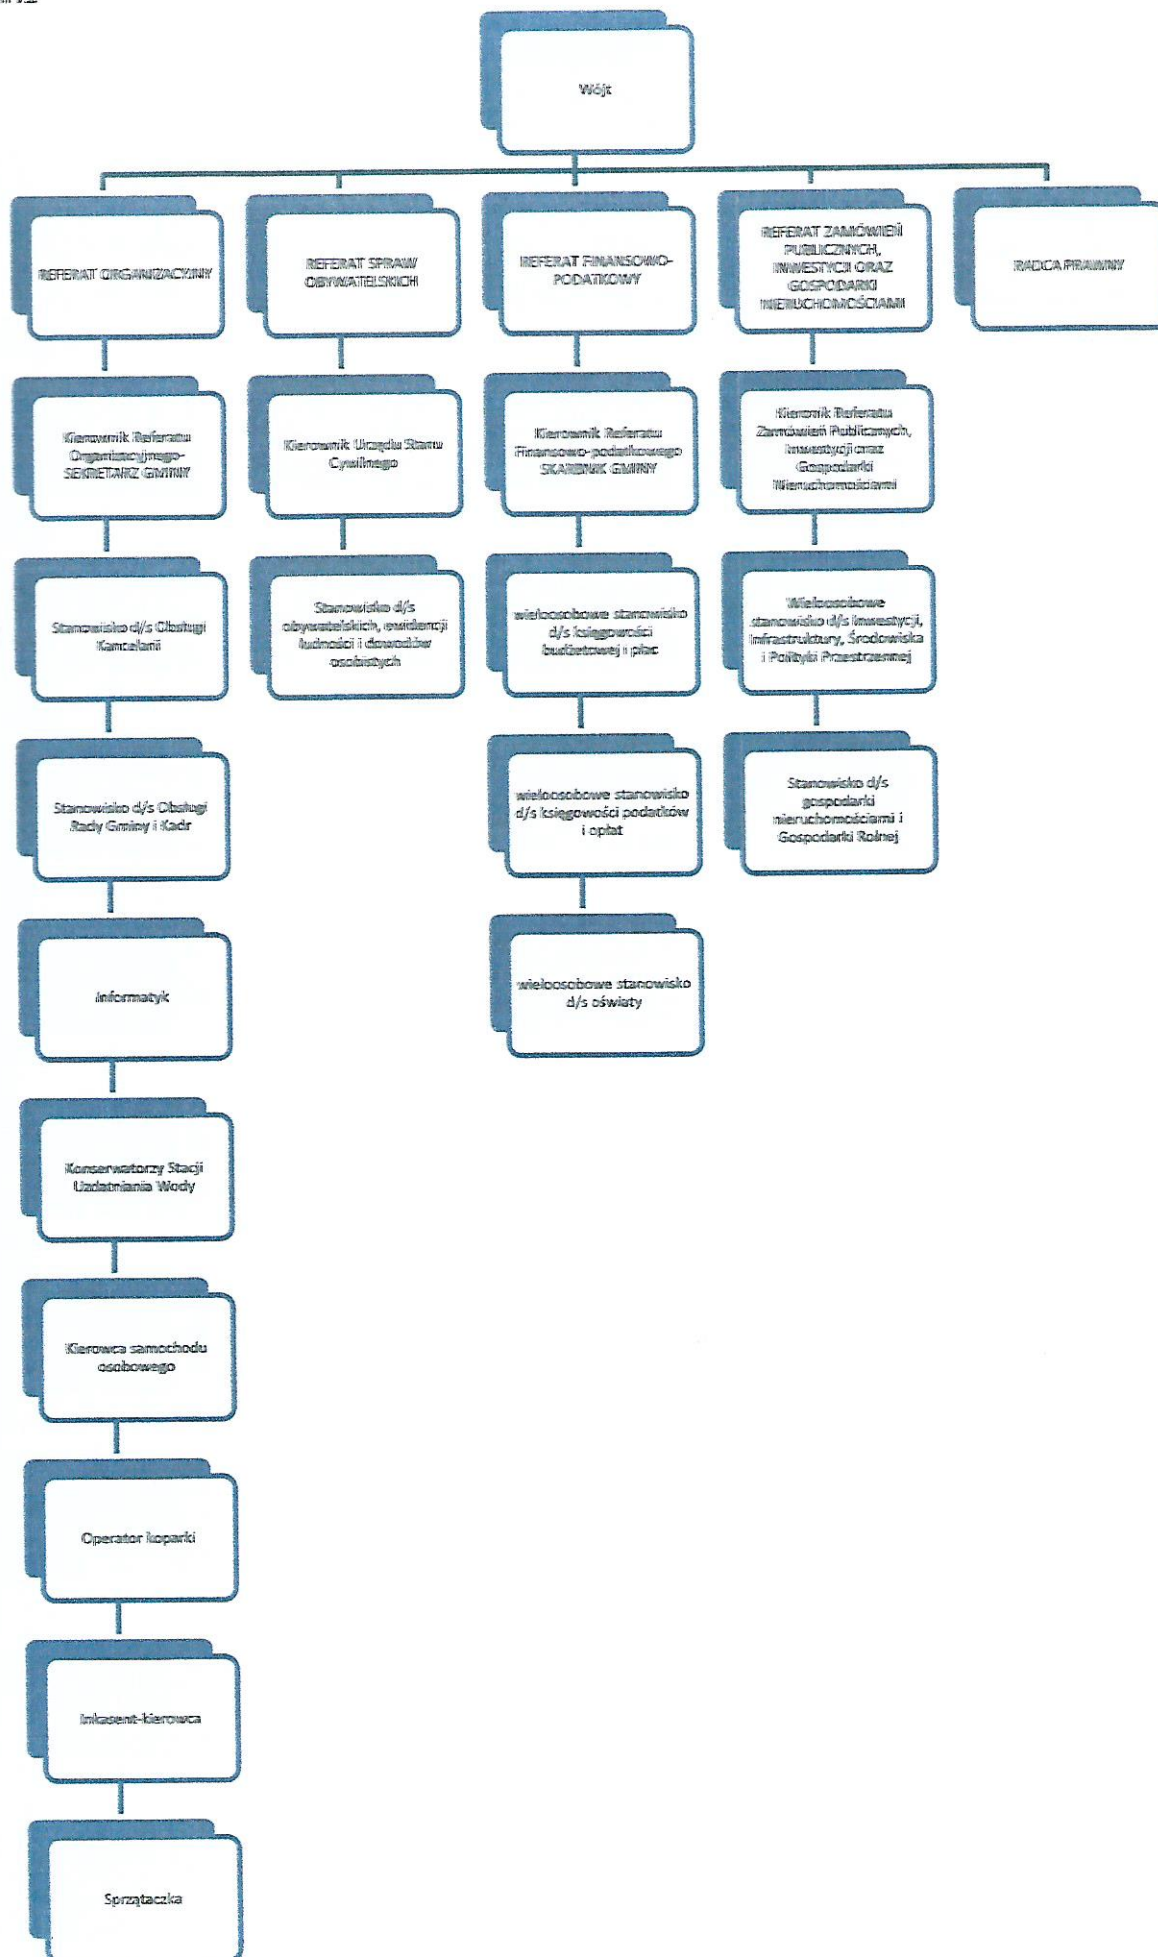 Wójt
REFERAT ORGANIZACYJNY
REFERAT SPRAW
OBYWATELSKICH
REFERAT FINANSOWO-
PODATKOWY
REFERAT ZAMÓWIEŃ
PUBLICZNYCH,
INWESTYCJI ORAZ
GOSPODARKI
NIERUCHOMOŚCIAMI
RADCA PRAWNY
Kierownik Referatu
Organizacyjnego-
SEKRETARZ GMINY
Kierownik Urzędu Stanu
Cywilnego
Kierownik Referatu
Finansowo-podatkowego
SKARBNIK GMINY
Kierownik Referatu
Zamówień Publicznych,
Inwestycji oraz
Gospodarki
Nieruchomościami
Stanowisko d/s Obsługi
Kancelarii
Stanowisko d/s
obywatelskich, ewidencji
ludności i dowodów
osobistych
wieloosobowe stanowisko
d/s księgowości
budżetowej i płac
Wieloosobowe
stanowisko d/s Inwestycji,
Infrastruktury, Środowiska
i Polityki Przestrzennej
Stanowisko d/s Obsługi
Rady Gminy i Kadr
wieloosobowe stanowisko
d/s księgowości podatków
i opłat
Stanowisko d/s
gospodarki
nieruchomościami i
Gospodarki Rolnej
Informatyk
wieloosobowe stanowisko
d/s oświaty
Konserwatorzy Stacji
Uzdatniania Wody
Kierowca samochodu
osobowego
Operator koparki
Inkasent-kierowca
Sprzątaczka